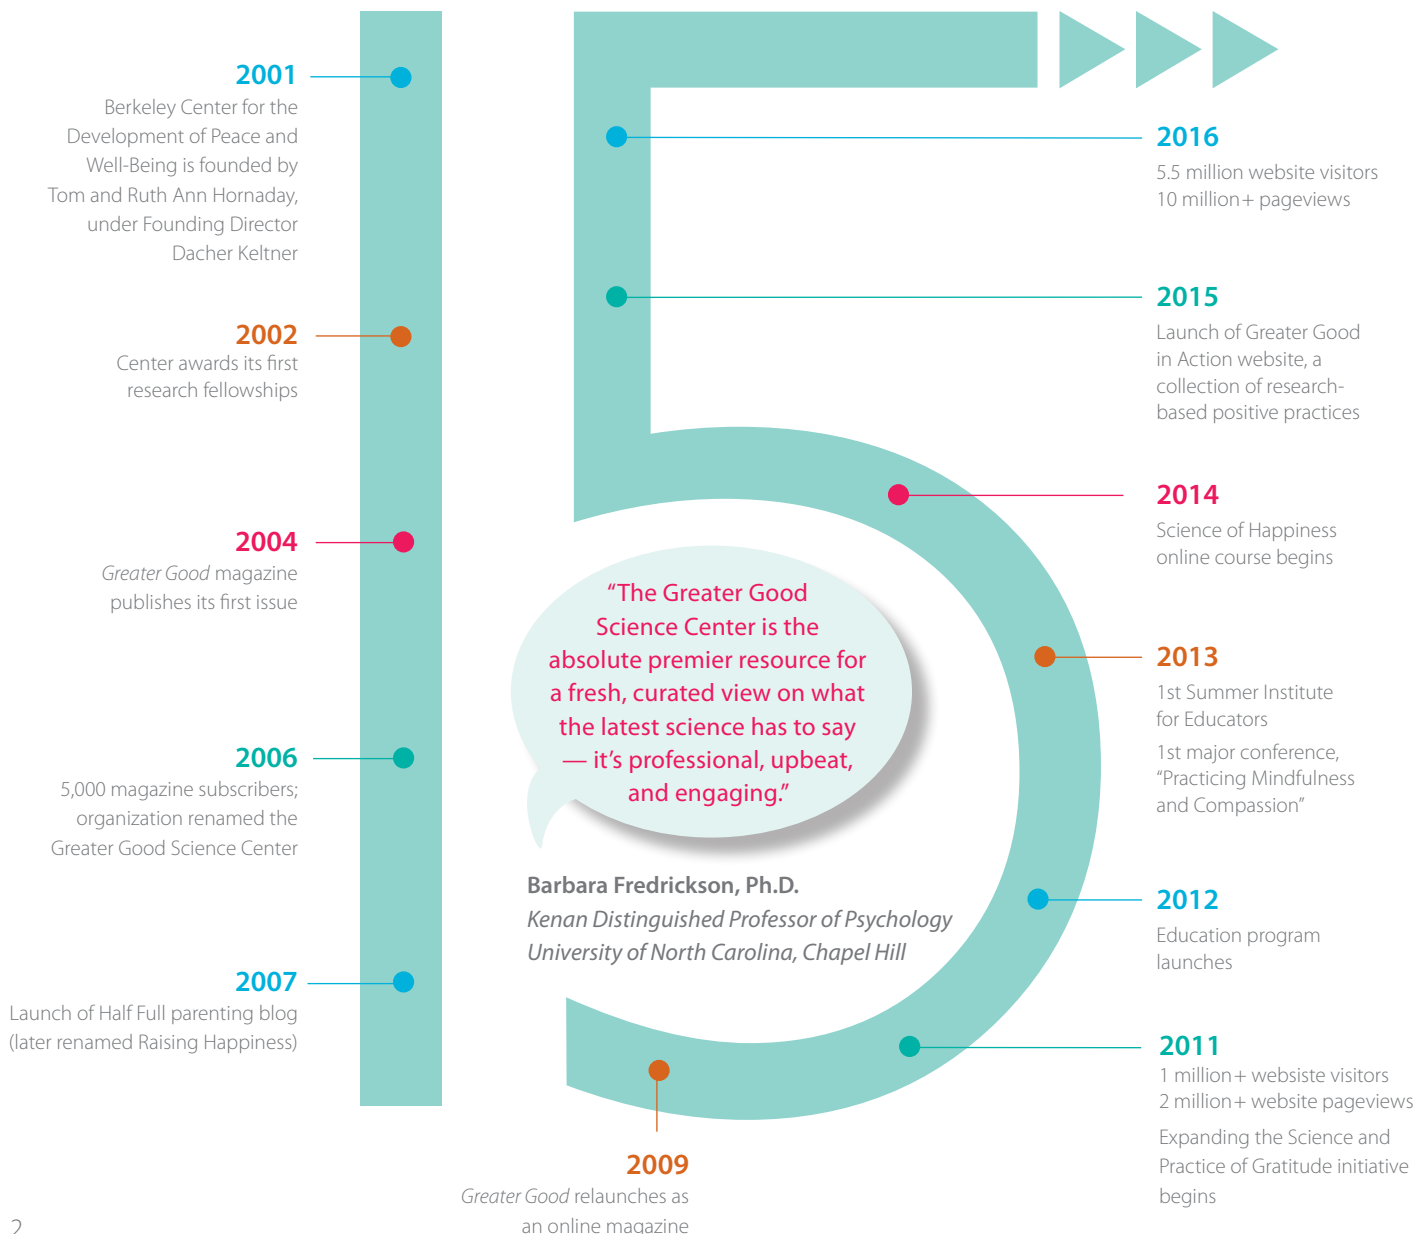 2001
Berkeley Center for the
Development of Peace and
Well-Being is founded by
Tom and Ruth Ann Hornaday,
under Founding Director
Dacher Keltner
2002
Center awards its first
research fellowships
2004
Greater Good magazine
publishes its first issue
2006
5,000 magazine subscribers;
organization renamed the
Greater Good Science Center
2007
Launch of Half Full parenting blog
(later renamed Raising Happiness)
2009
Greater Good relaunches as
an online magazine
2011
1 million+ websiste visitors
2 million+ website pageviews
Expanding the Science and
Practice of Gratitude initiative
begins
2012
Education program
launches
2013
1st Summer Institute
for Educators
1st major conference,
“Practicing Mindfulness
and Compassion”
2014
Science of Happiness
online course begins
2015
Launch of Greater Good
in Action website, a
collection of research-
based positive practices
2016
5.5 million website visitors
10 million+ pageviews
“The Greater Good
Science Center is the
absolute premier resource for
a fresh, curated view on what
the latest science has to say
— it’s professional, upbeat,
and engaging.”
Barbara Fredrickson, Ph.D.
Kenan Distinguished Professor of Psychology
University of North Carolina, Chapel Hill
2